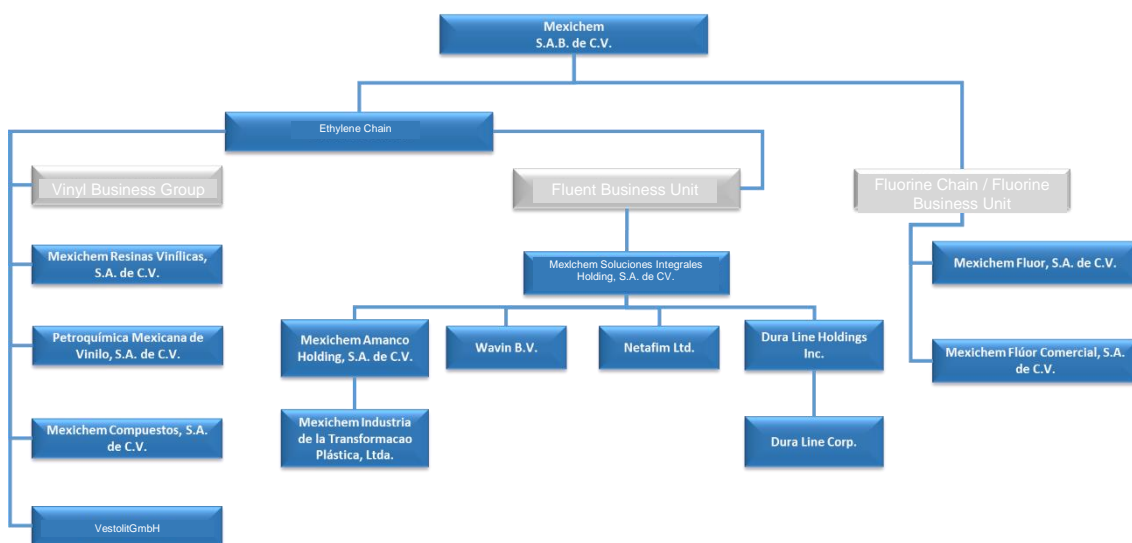 Mexichem
S.A.B. de C.V.
Ethylene Chain
Vinyl Business Group
Fluent Business Unit
Fluorine Chain / Fluorine
Business Unit
Mexichem Resinas Vinílicas,
S.A. de C.V.
Mexlchem Soluciones Integrales
Holding, S.A. de CV.
Mexichem Fluor, S.A. de C.V.
Petroquímica Mexicana de
Vinilo, S.A. de C.V.
Mexichem Amanco
Holding, S.A. de C.V.
Wavin B.V.
Netafim Ltd.
Dura Line Holdings
Inc.
Mexichem Flúor Comercial, S.A.
de C.V.
Mexichem Compuestos, S.A.
de C.V.
Mexichem Industria
de la Transformacao
Plástica, Ltda.
Dura Line Corp.
VestolitGmbH